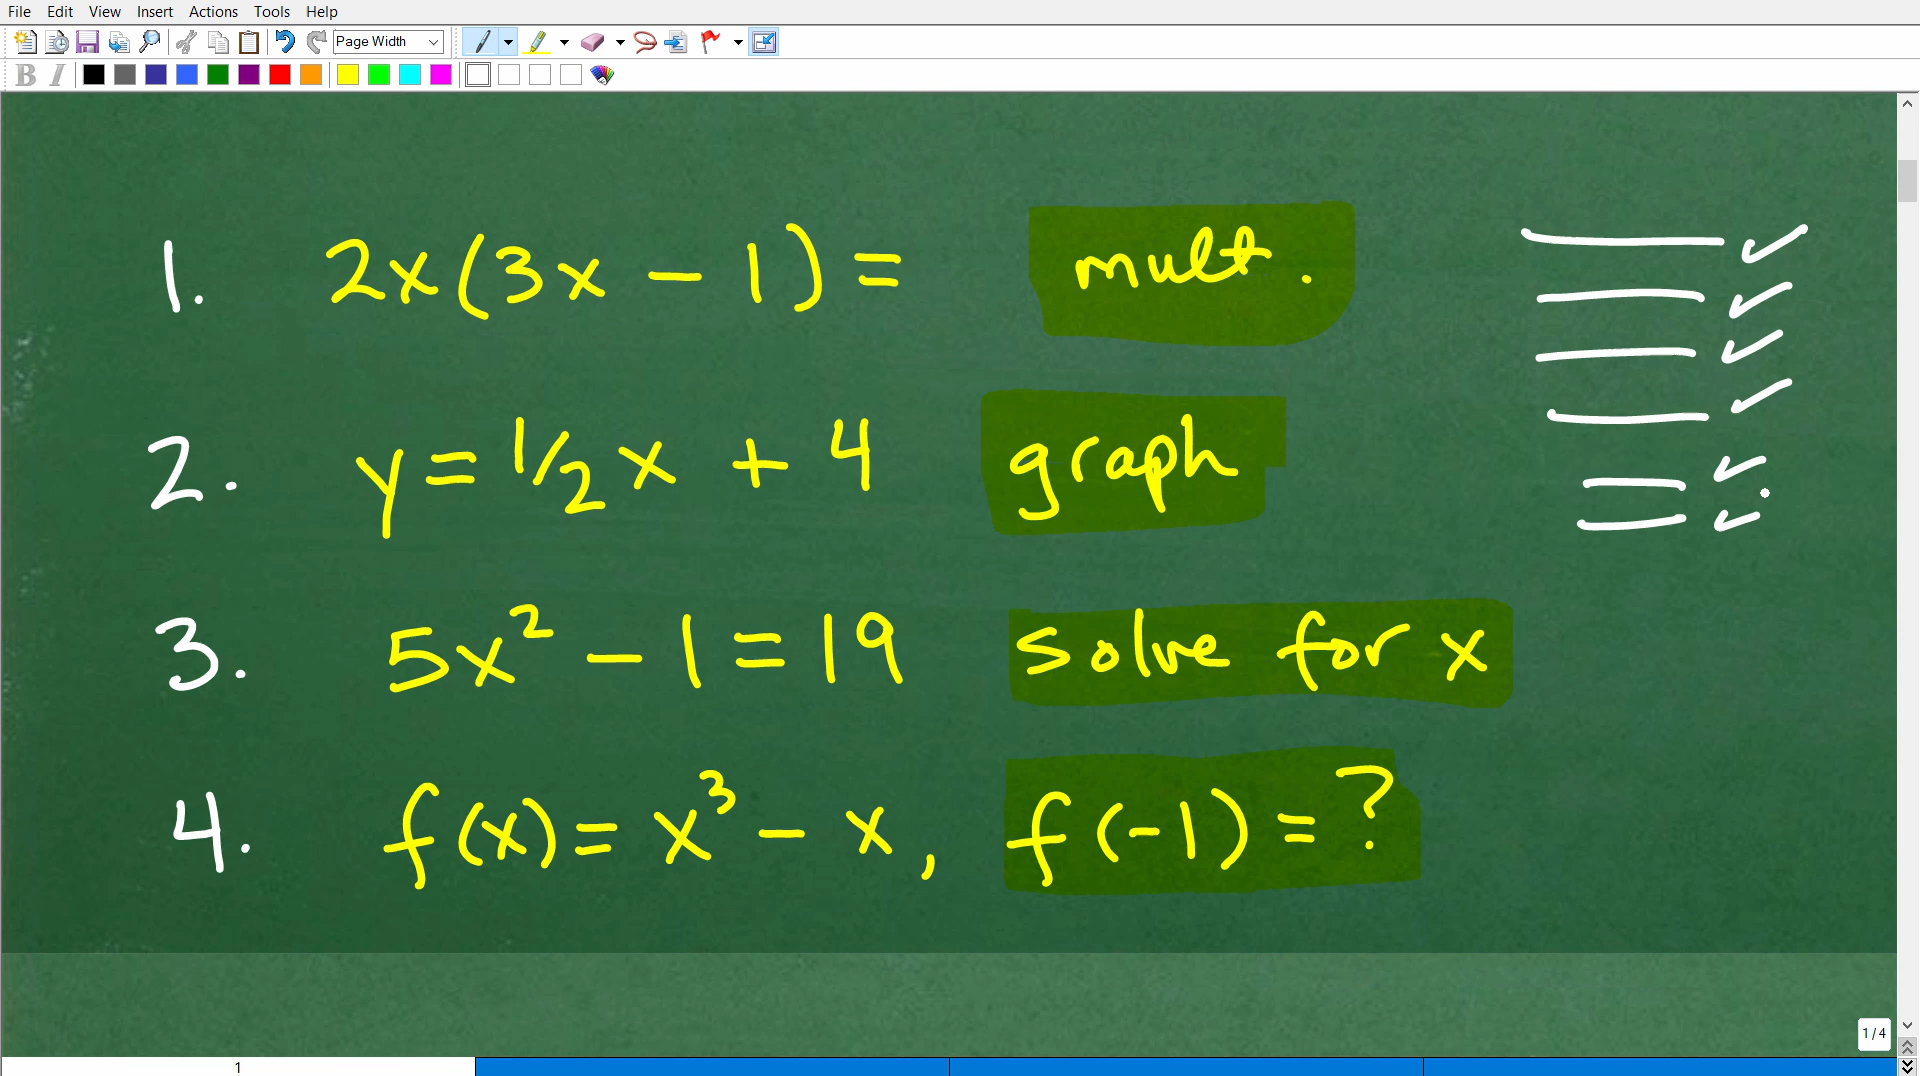 File Edit View Insert Actions Tools Help
Page Width
B I
1. 2x(3x - 1) = mult.
2. y = 1/2 x + 4 graph
3. 5x² - 1 = 19 solve for x
4. f(x) = x³ - x, f(-1) = ?
1 / 4
1